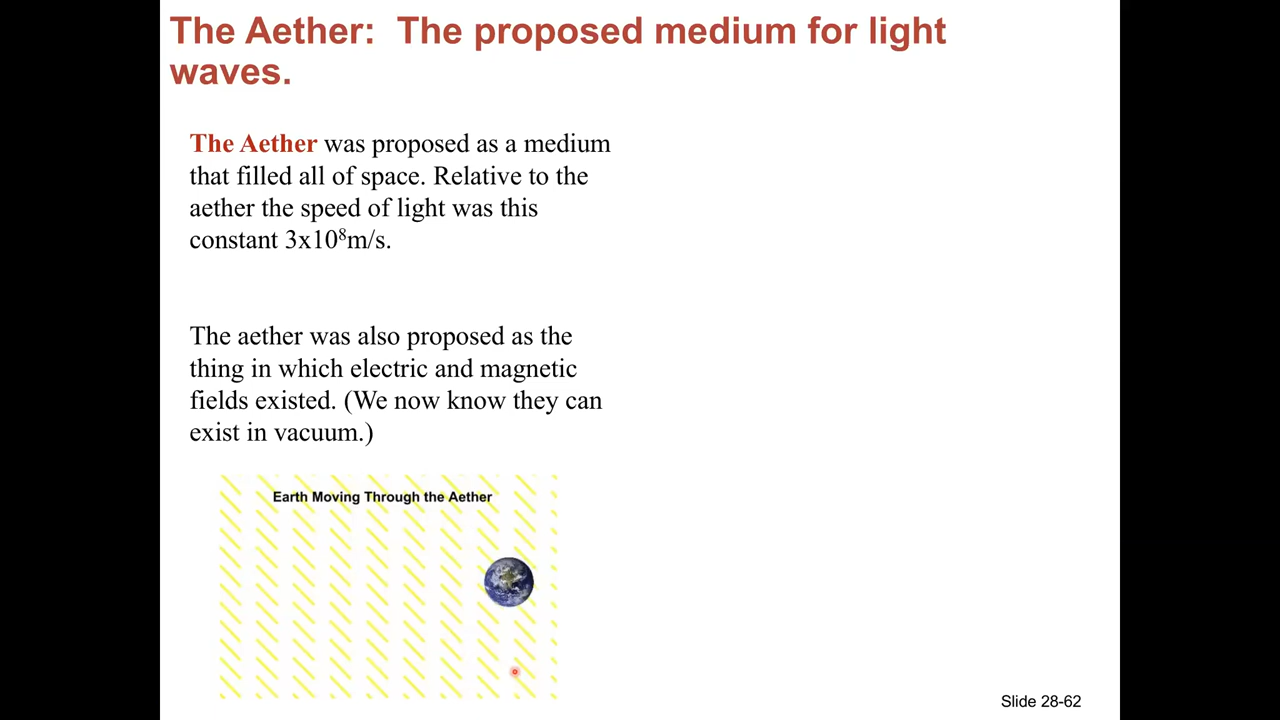 The Aether:  The proposed medium for light
waves.
The Aether was proposed as a medium
that filled all of space. Relative to the
aether the speed of light was this
constant 3x10⁸m/s.
The aether was also proposed as the
thing in which electric and magnetic
fields existed. (We now know they can
exist in vacuum.)
Earth Moving Through the Aether
Slide 28-62